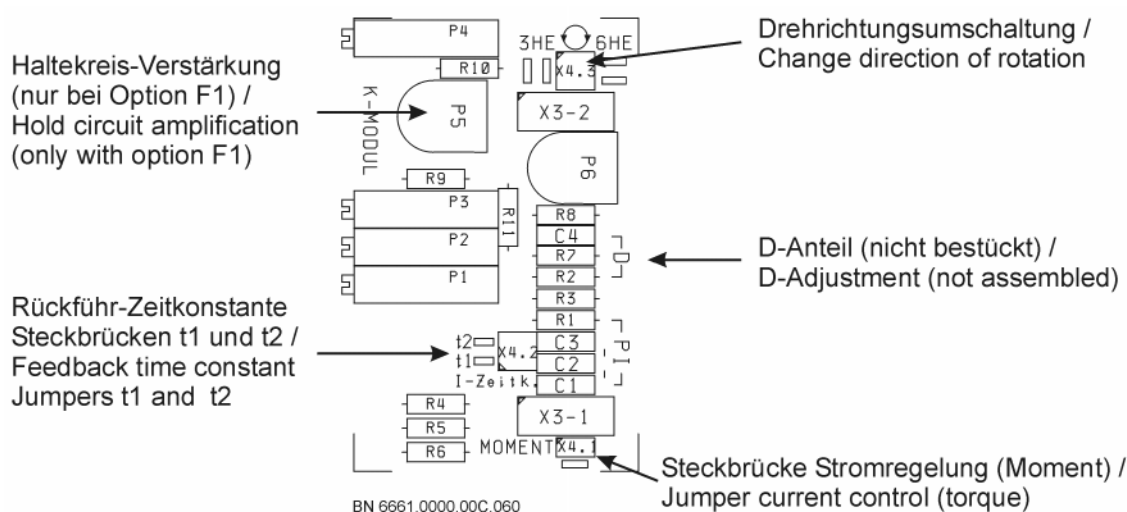 Haltekreis-Verstärkung
(nur bei Option F1) /
Hold circuit amplification
(only with option F1)
Rückführ-Zeitkonstante
Steckbrücken t1 und t2 /
Feedback time constant
Jumpers t1 and t2
P4
R10
K-MODUL
P5
R9
P3
R11
P2
P1
t2
t1
I-Zeitk.
X4.2
R4
R5
R6
MOMENT
BN 6661.0000.00C.060
3HE
6HE
X4.3
X3-2
P6
R8
C4
R7
D
R2
R3
R1
C3
PI
C2
C1
X3-1
X4.1
Drehrichtungsumschaltung /
Change direction of rotation
D-Anteil (nicht bestückt) /
D-Adjustment (not assembled)
Steckbrücke Stromregelung (Moment) /
Jumper current control (torque)